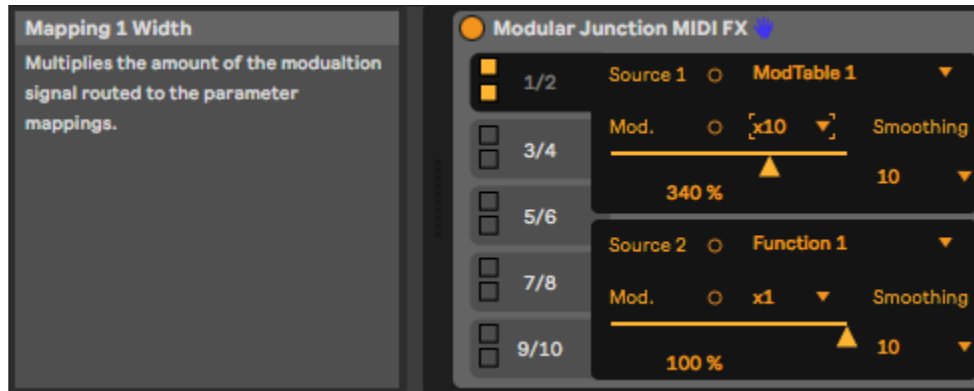 Mapping 1 Width
Multiplies the amount of the modualtion
signal routed to the parameter
mappings.
Modular Junction MIDI FX
1/2
3/4
5/6
7/8
9/10
Source 1 ModTable 1
Mod. x10 Smoothing
340 % 10
Source 2 Function 1
Mod. x1 Smoothing
100 % 10